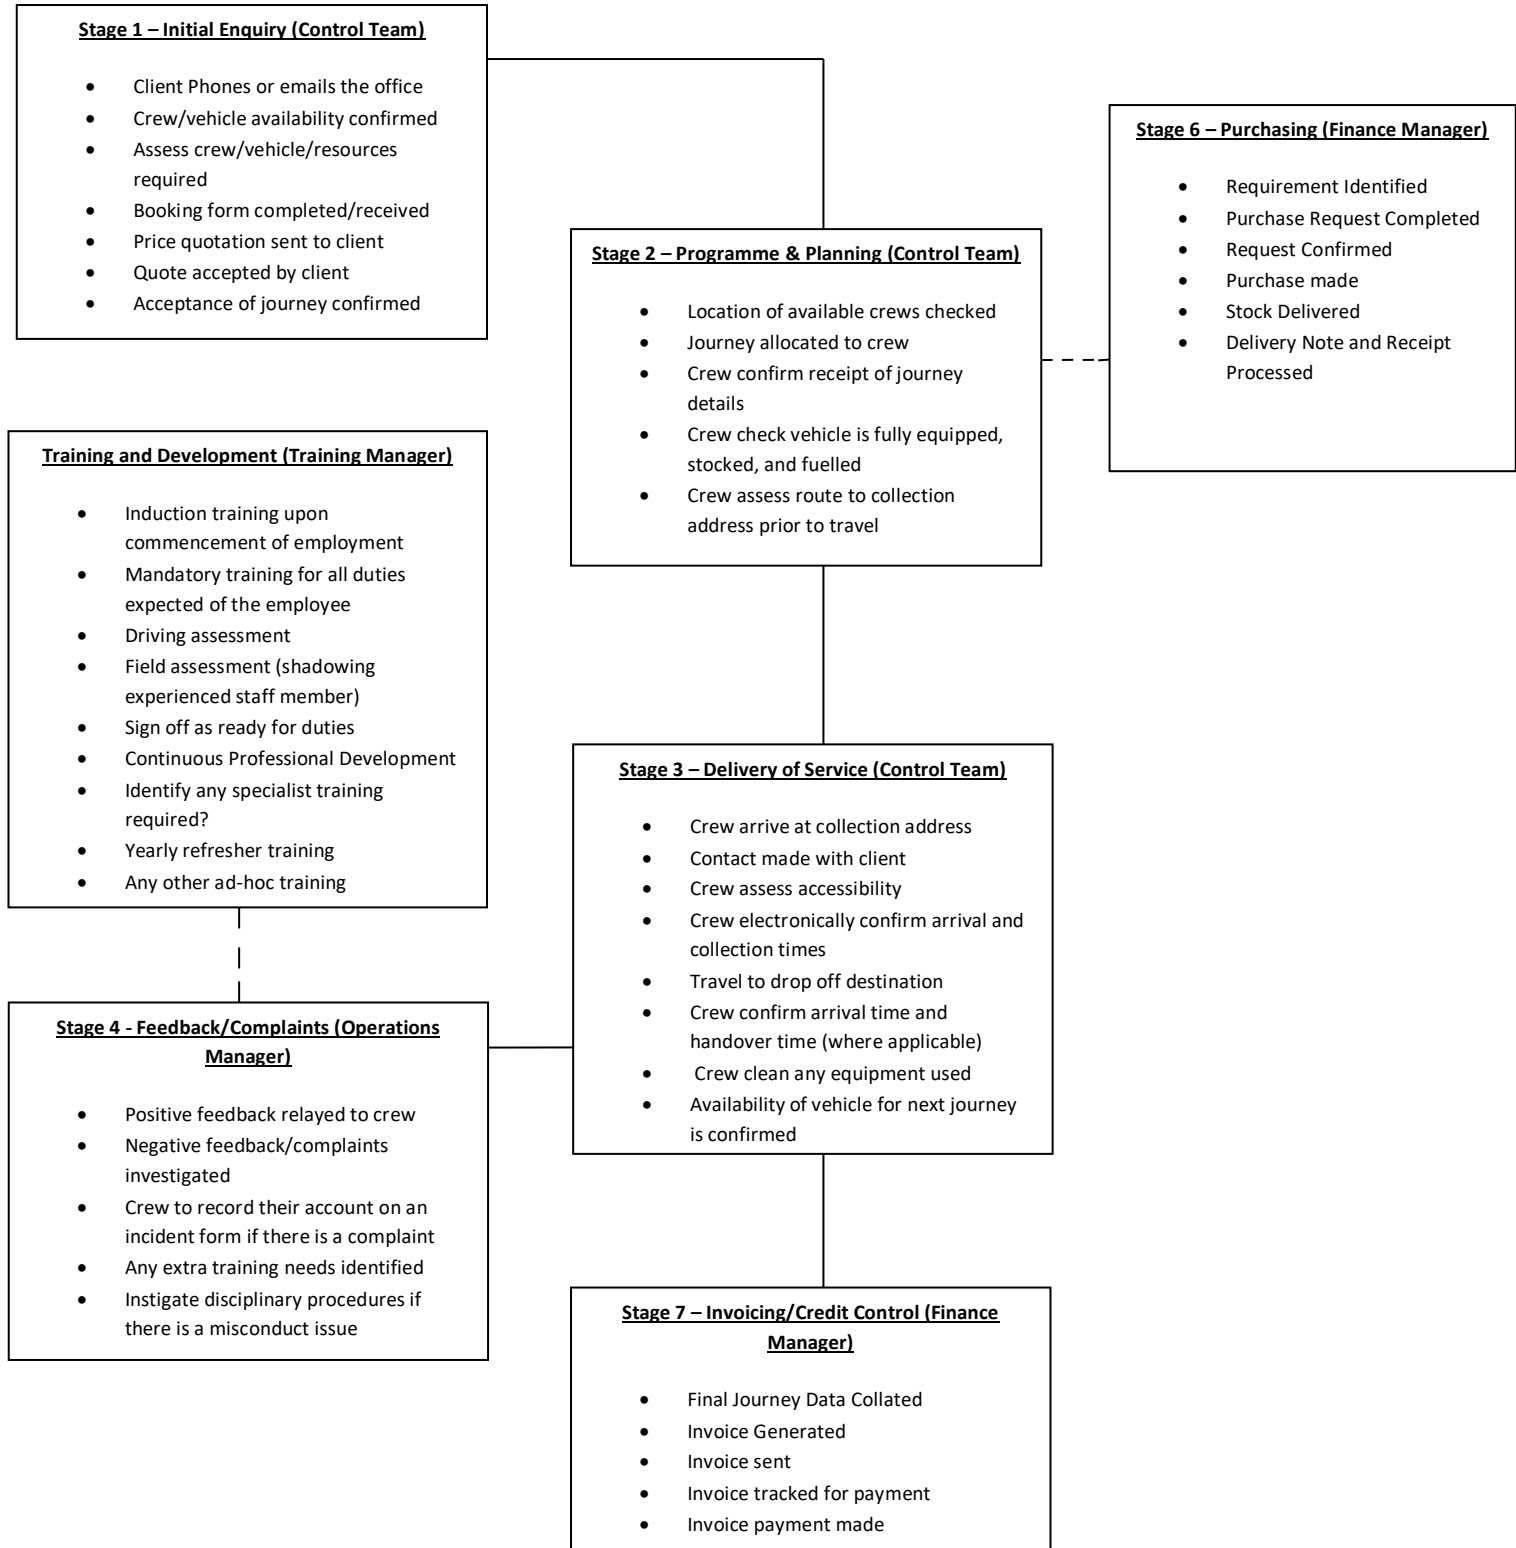 Stage 1 – Initial Enquiry (Control Team)
• Client Phones or emails the office
• Crew/vehicle availability confirmed
• Assess crew/vehicle/resources
required
• Booking form completed/received
• Price quotation sent to client
• Quote accepted by client
• Acceptance of journey confirmed
Stage 6 – Purchasing (Finance Manager)
• Requirement Identified
• Purchase Request Completed
• Request Confirmed
• Purchase made
• Stock Delivered
• Delivery Note and Receipt
Processed
Stage 2 – Programme & Planning (Control Team)
• Location of available crews checked
• Journey allocated to crew
• Crew confirm receipt of journey
details
• Crew check vehicle is fully equipped,
stocked, and fuelled
• Crew assess route to collection
address prior to travel
Training and Development (Training Manager)
• Induction training upon
commencement of employment
• Mandatory training for all duties
expected of the employee
• Driving assessment
• Field assessment (shadowing
experienced staff member)
• Sign off as ready for duties
• Continuous Professional Development
• Identify any specialist training
required?
• Yearly refresher training
• Any other ad-hoc training
Stage 3 – Delivery of Service (Control Team)
• Crew arrive at collection address
• Contact made with client
• Crew assess accessibility
• Crew electronically confirm arrival and
collection times
• Travel to drop off destination
• Crew confirm arrival time and
handover time (where applicable)
• Crew clean any equipment used
• Availability of vehicle for next journey
is confirmed
Stage 4 - Feedback/Complaints (Operations
Manager)
• Positive feedback relayed to crew
• Negative feedback/complaints
investigated
• Crew to record their account on an
incident form if there is a complaint
• Any extra training needs identified
• Instigate disciplinary procedures if
there is a misconduct issue
Stage 7 – Invoicing/Credit Control (Finance
Manager)
• Final Journey Data Collated
• Invoice Generated
• Invoice sent
• Invoice tracked for payment
• Invoice payment made